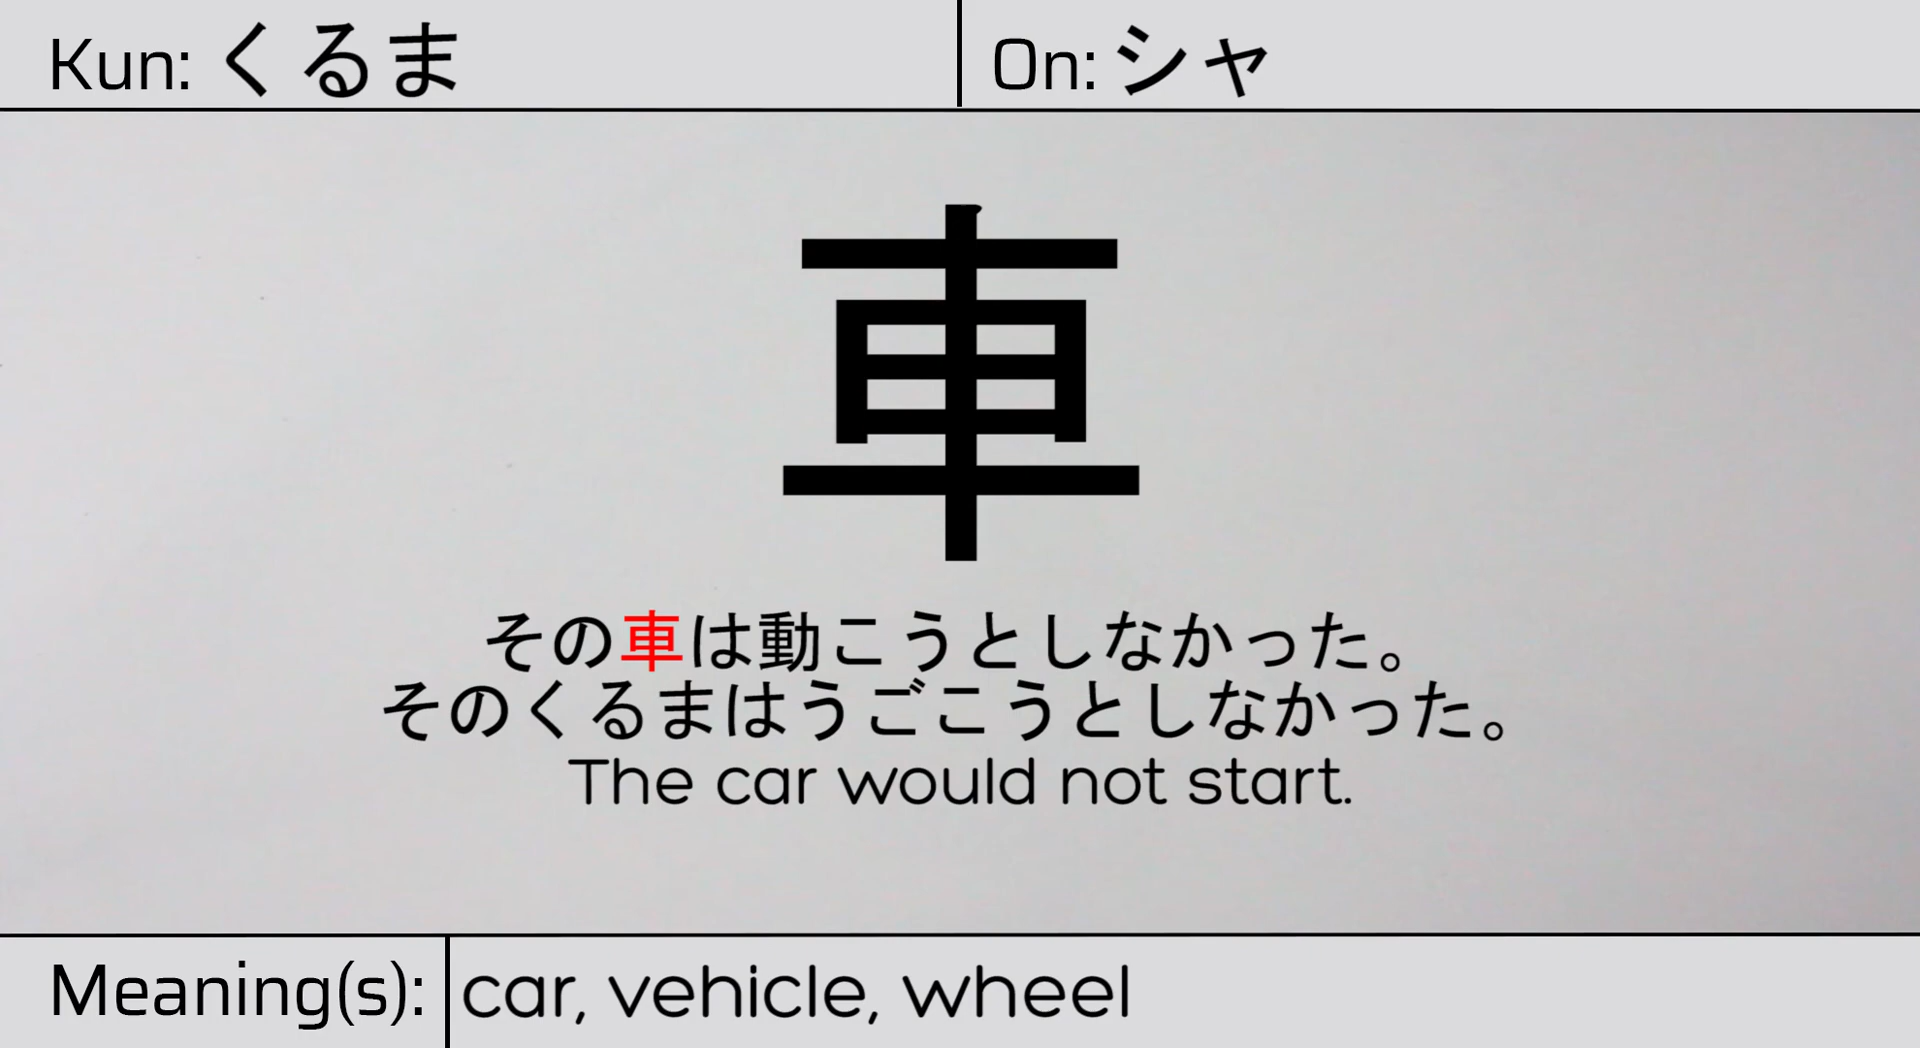 Kun: くるま
On: シャ
車
その車は動こうとしなかった。
そのくるまはうごこうとしなかった。
The car would not start.
Meaning(s): car, vehicle, wheel